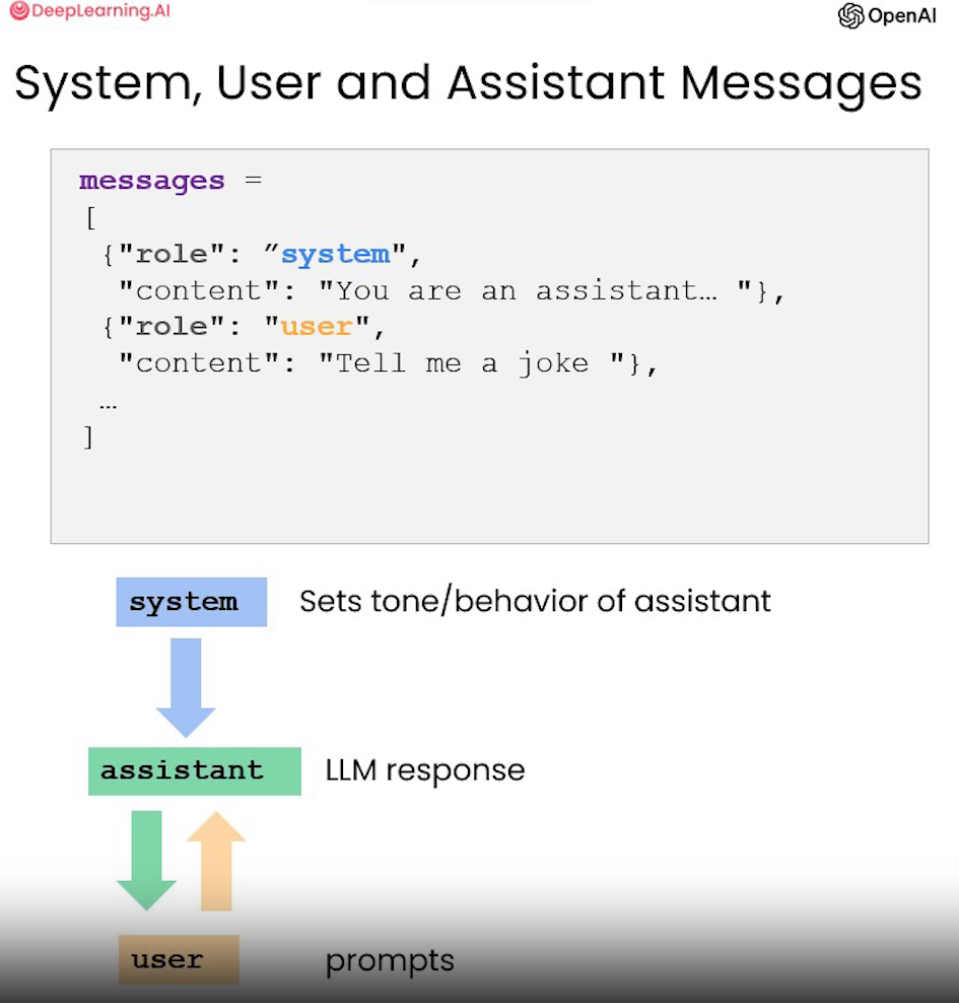 DeepLearning.AI
OpenAI
System, User and Assistant Messages
messages =
[
{"role": ”system",
"content": "You are an assistant… "},
{"role": "user",
"content": "Tell me a joke "},
…
]
system
Sets tone/behavior of assistant
assistant
LLM response
user
prompts